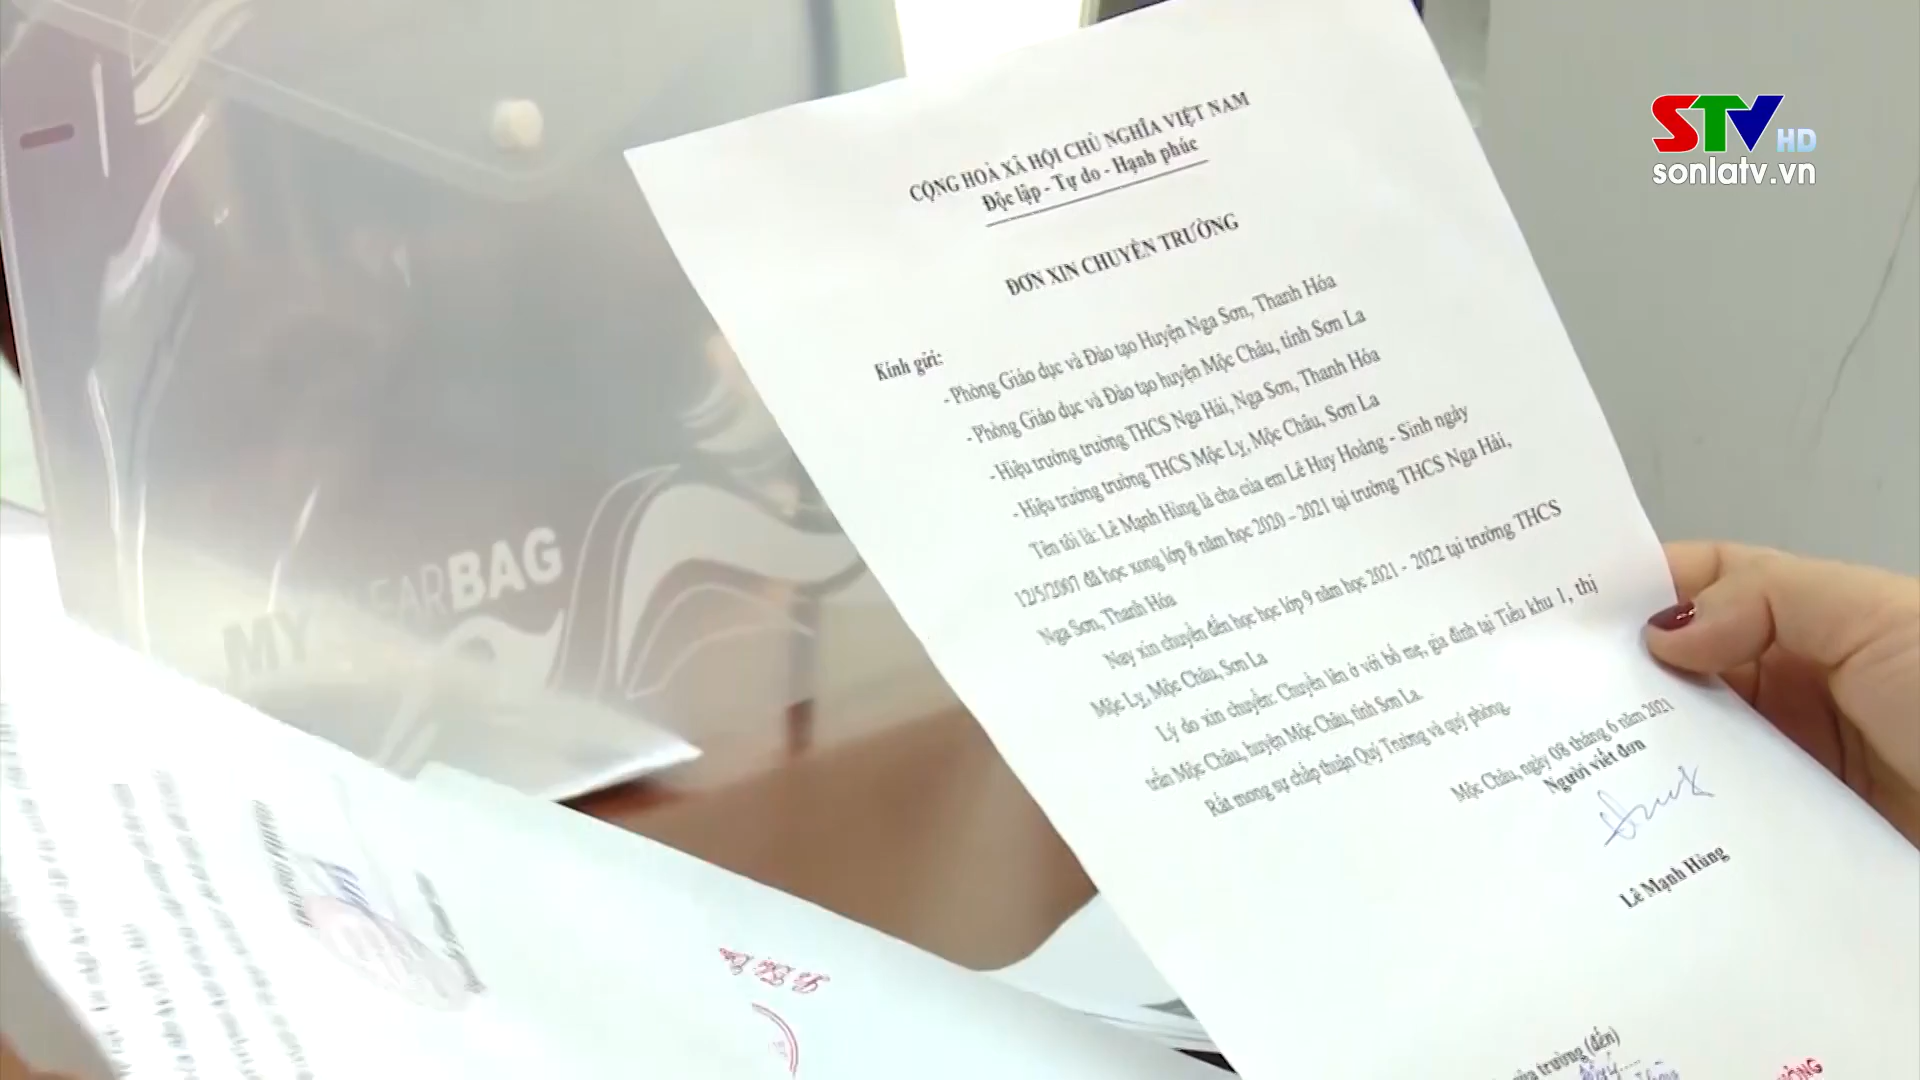 STV HD
sonlatv.vn
CỘNG HOÀ XÃ HỘI CHỦ NGHĨA VIỆT NAM
Độc lập - Tự do - Hạnh phúc
ĐƠN XIN CHUYỂN TRƯỜNG
Kính gửi:
- Phòng Giáo dục và Đào tạo Huyện Nga Sơn, Thanh Hóa
- Phòng Giáo dục và Đào tạo huyện Mộc Châu, tỉnh Sơn La
- Hiệu trưởng trường THCS Nga Hải, Nga Sơn, Thanh Hóa
- Hiệu trưởng trường THCS Mộc Lỵ, Mộc Châu, Sơn La
Tên tôi là: Lê Mạnh Hùng là cha của em Lê Huy Hoàng - Sinh ngày
12/5/2007 đã học xong lớp 8 năm học 2020 – 2021 tại trường THCS Nga Hải,
Nga Sơn, Thanh Hóa
Nay xin chuyển đến học học lớp 9 năm học 2021 - 2022 tại trường THCS
Mộc Lỵ, Mộc Châu, Sơn La
Lý do xin chuyển: Chuyển lên ở với bố mẹ, gia đình tại Tiểu khu 1, thị
trấn Mộc Châu, huyện Mộc Châu, tỉnh Sơn La.
Rất mong sự chấp thuận Quý Trường và quý phòng.
Mộc Châu, ngày 08 tháng 6 năm 2021
Người viết đơn
Lê Mạnh Hùng
của trường (đến)
MY CLEARBAG